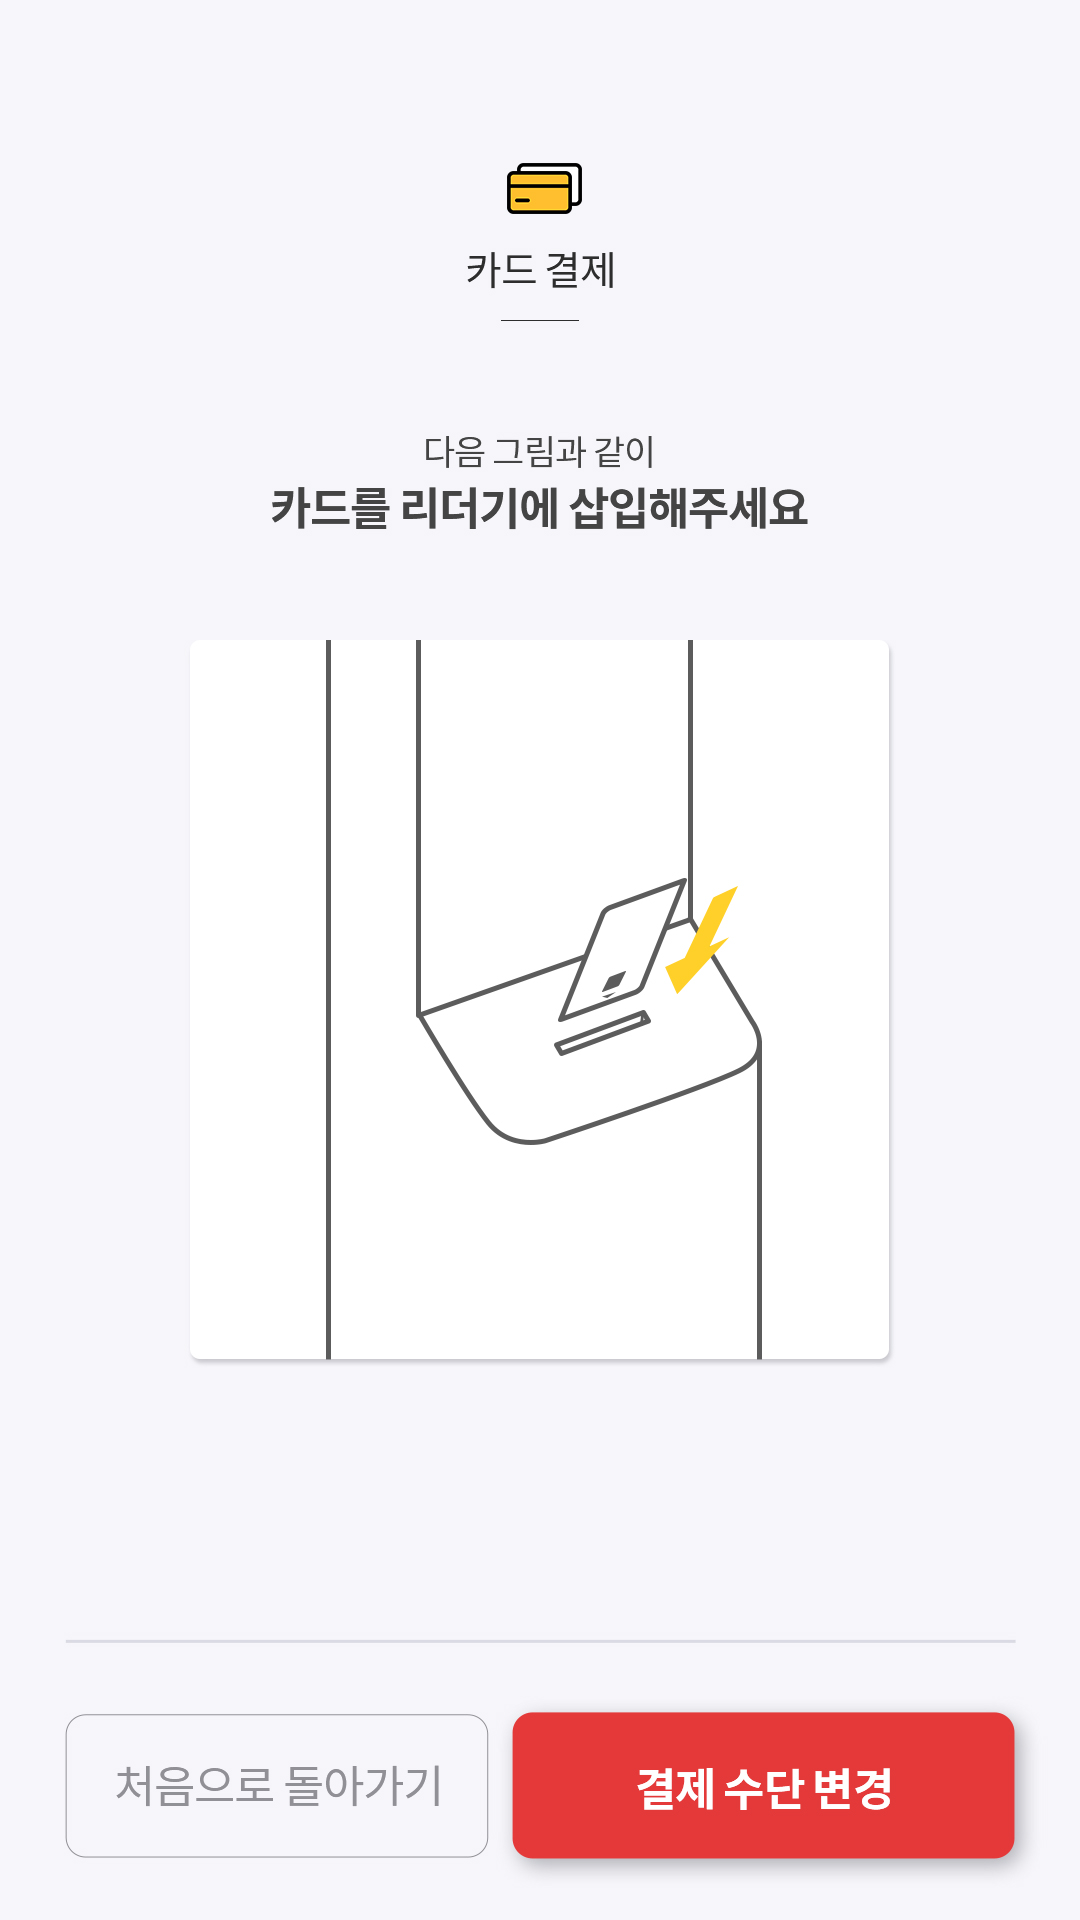 카드 결제
다음 그림과 같이
카드를 리더기에 삽입해주세요
처음으로 돌아가기
결제 수단 변경